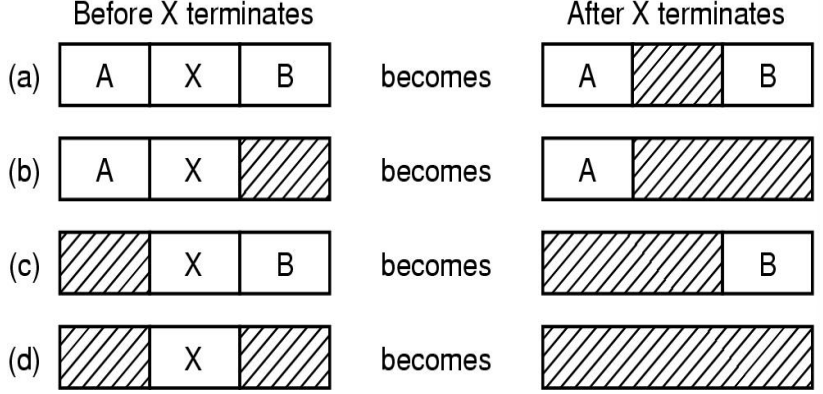 Before X terminates After X terminates
(a) A X B becomes A B
(b) A X becomes A
(c) X B becomes B
(d) X becomes